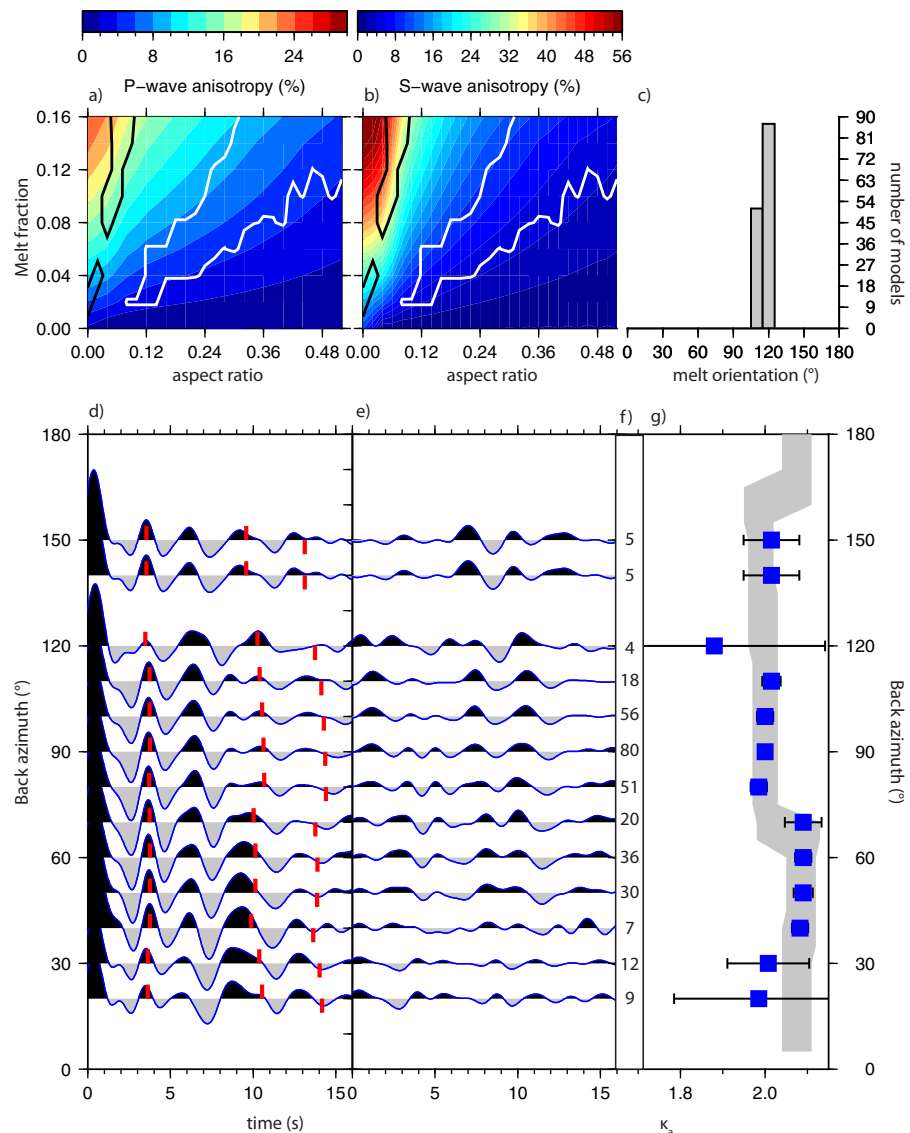 0 8 16 24
0 8 16 24 32 40 48 56
P-wave anisotropy (%)
S-wave anisotropy (%)
a)
b)
c)
0.16
0.12
0.08
0.04
0.00
Melt fraction
0.00 0.12 0.24 0.36 0.48
aspect ratio
0.00 0.12 0.24 0.36 0.48
aspect ratio
90
81
72
63
54
45
36
27
18
9
0
number of models
0 30 60 90 120 150 180
melt orientation (°)
d)
e)
f)
g)
180
150
120
90
60
30
0
Back azimuth (°)
5
5
4
18
56
80
51
20
36
30
7
12
9
180
150
120
90
60
30
0
Back azimuth (°)
0 5 10 15
0 5 10 15
1.8 2.0
time (s)
time (s)
κa